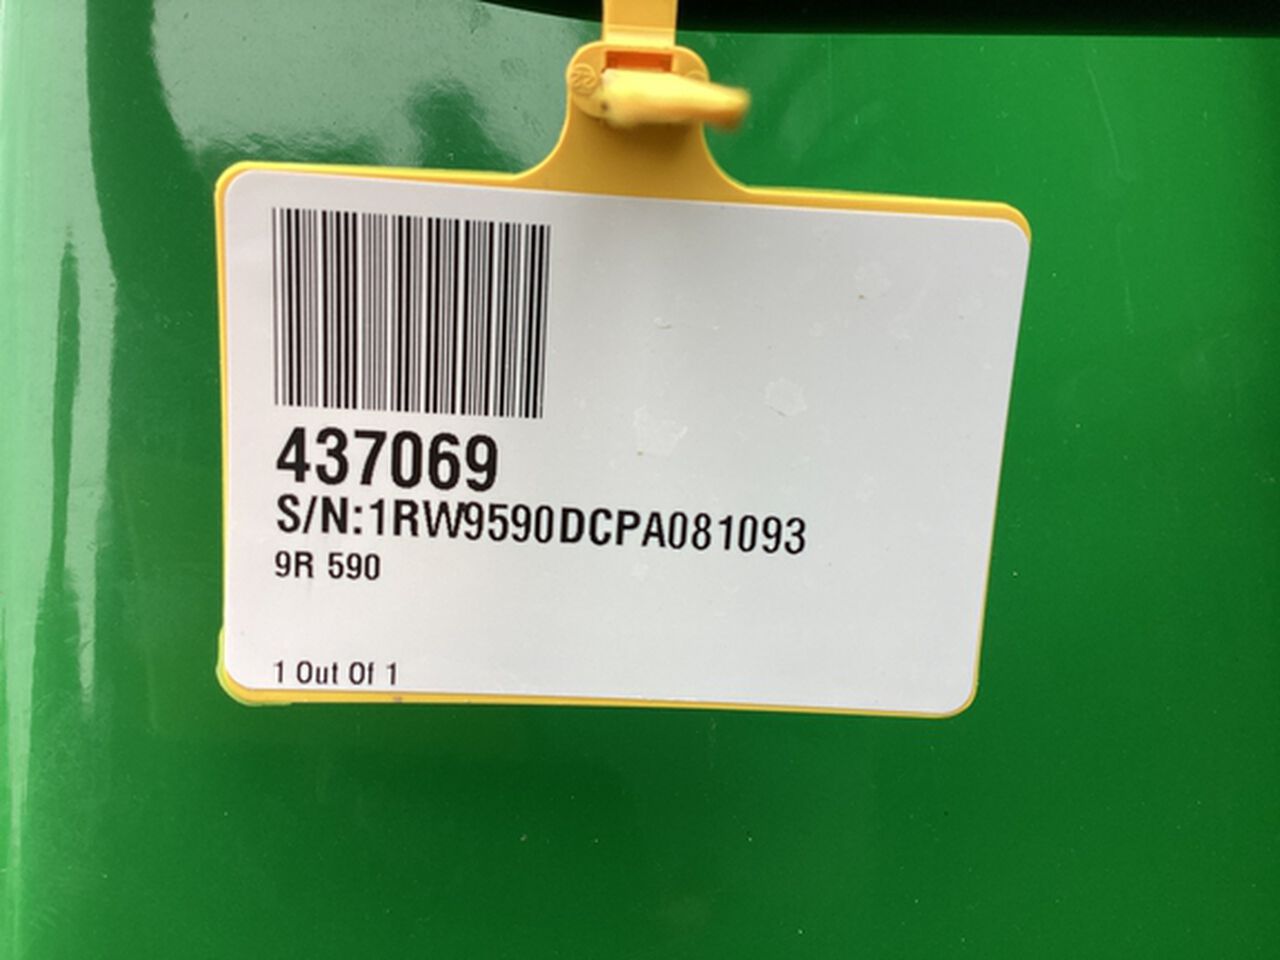 437069
S/N:1RW9590DCPA081093
9R 590
1 Out Of 1